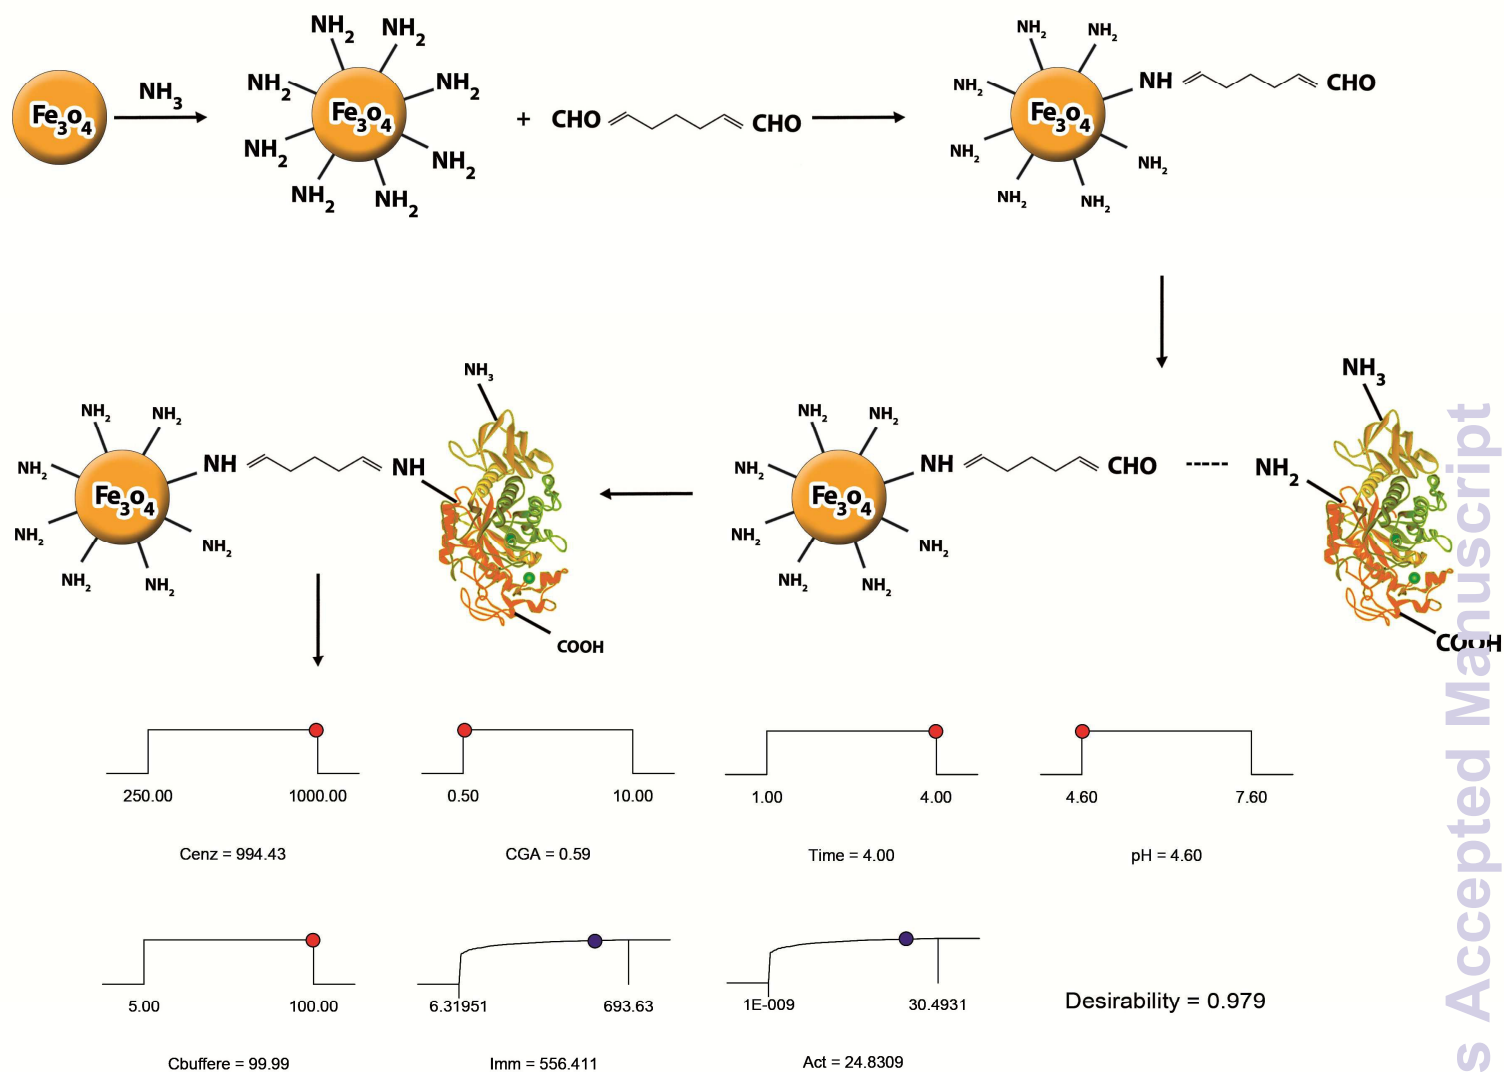 NH₂ NH₂
NH₃
NH₂ NH₂
Fe₃o₄
Fe₃o₄
+ CHO CHO
NH₂ NH₂
NH₂ NH₂
NH₂ NH₂
NH₂ NH CHO
Fe₃o₄
NH₂ NH₂
NH₂ NH₂
NH₃
NH₂ NH₂
NH₂ NH NH
Fe₃o₄
NH₂ NH₂
NH₂ NH₂
COOH
NH₃
NH₂ NH₂
NH₂ NH CHO ----- NH₂
Fe₃o₄
NH₂ NH₂
NH₂ NH₂
COOH
250.00 1000.00
Cenz = 994.43
0.50 10.00
CGA = 0.59
1.00 4.00
Time = 4.00
4.60 7.60
pH = 4.60
5.00 100.00
Cbuffere = 99.99
6.31951 693.63
Imm = 556.411
1E-009 30.4931
Act = 24.8309
Desirability = 0.979
s Accepted Manuscript